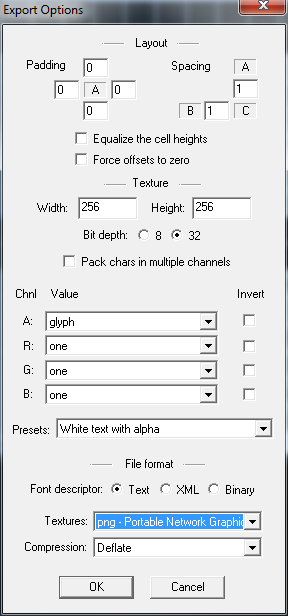 Export Options
Layout
Padding 0 Spacing A
0 A 0 1
0 B 1 C
Equalize the cell heights
Force offsets to zero
Texture
Width: 256 Height: 256
Bit depth: 8 32
Pack chars in multiple channels
Chnl Value Invert
A: glyph
R: one
G: one
B: one
Presets: White text with alpha
File format
Font descriptor: Text XML Binary
Textures: png - Portable Network Graphic
Compression: Deflate
OK Cancel